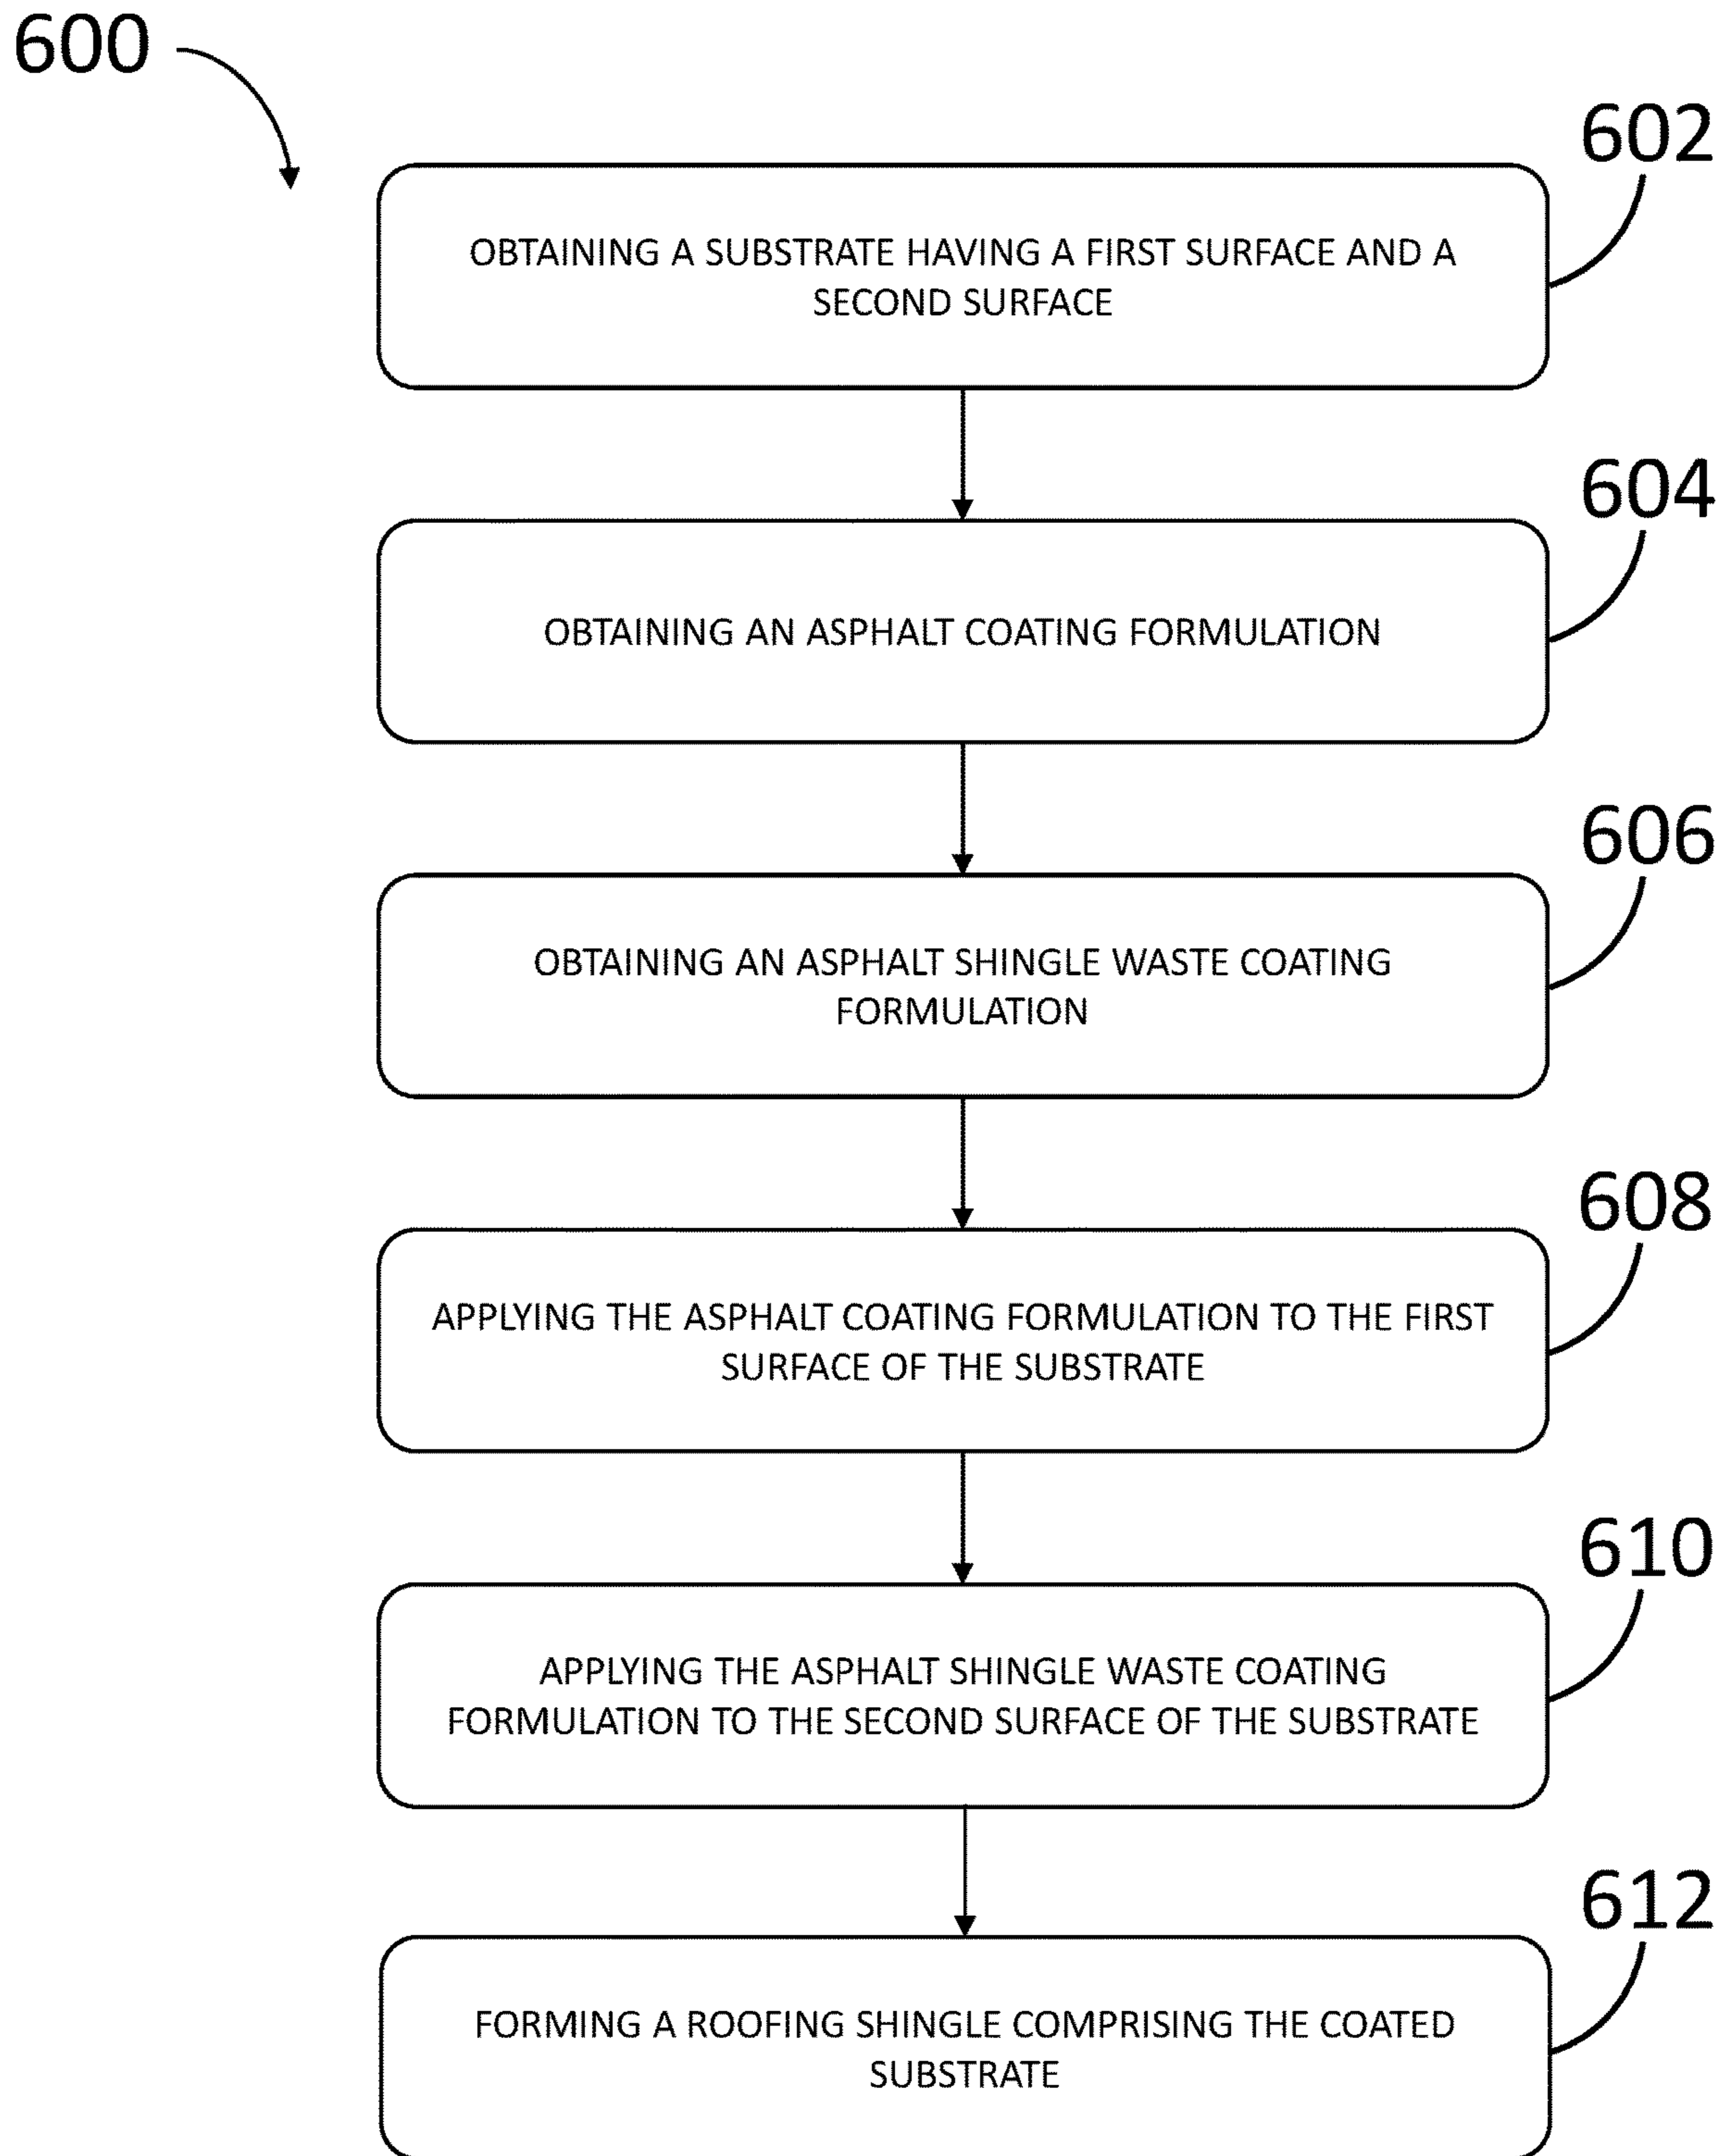 600
602
OBTAINING A SUBSTRATE HAVING A FIRST SURFACE AND A
SECOND SURFACE
604
OBTAINING AN ASPHALT COATING FORMULATION
606
OBTAINING AN ASPHALT SHINGLE WASTE COATING
FORMULATION
608
APPLYING THE ASPHALT COATING FORMULATION TO THE FIRST
SURFACE OF THE SUBSTRATE
610
APPLYING THE ASPHALT SHINGLE WASTE COATING
FORMULATION TO THE SECOND SURFACE OF THE SUBSTRATE
612
FORMING A ROOFING SHINGLE COMPRISING THE COATED
SUBSTRATE